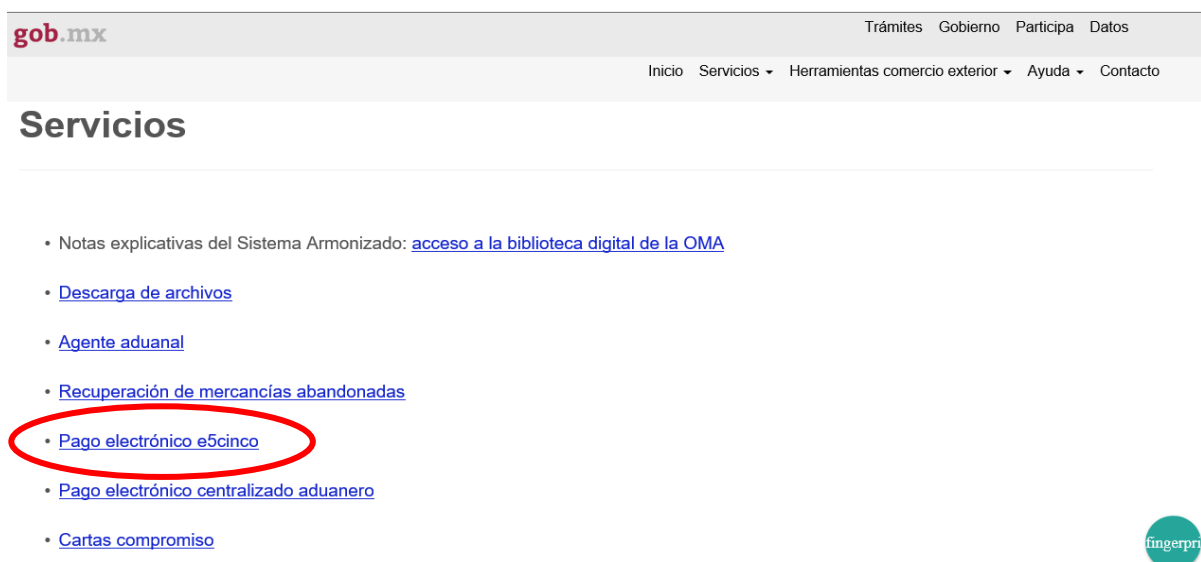 gob.mx
Trámites Gobierno Participa Datos
Inicio Servicios Herramientas comercio exterior Ayuda Contacto
Servicios
• Notas explicativas del Sistema Armonizado: acceso a la biblioteca digital de la OMA
• Descarga de archivos
• Agente aduanal
• Recuperación de mercancías abandonadas
• Pago electrónico e5cinco
• Pago electrónico centralizado aduanero
• Cartas compromiso
fingerpri